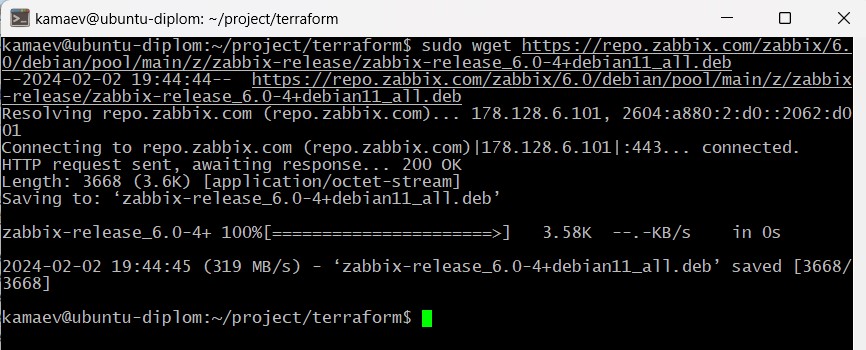 kamaev@ubuntu-diplom: ~/project/terraform
kamaev@ubuntu-diplom:~/project/terraform$ sudo wget https://repo.zabbix.com/zabbix/6.
0/debian/pool/main/z/zabbix-release/zabbix-release_6.0-4+debian11_all.deb
--2024-02-02 19:44:44--  https://repo.zabbix.com/zabbix/6.0/debian/pool/main/z/zabbix
-release/zabbix-release_6.0-4+debian11_all.deb
Resolving repo.zabbix.com (repo.zabbix.com)... 178.128.6.101, 2604:a880:2:d0::2062:d0
01
Connecting to repo.zabbix.com (repo.zabbix.com)|178.128.6.101|:443... connected.
HTTP request sent, awaiting response... 200 OK
Length: 3668 (3.6K) [application/octet-stream]
Saving to: ‘zabbix-release_6.0-4+debian11_all.deb’
zabbix-release_6.0-4+ 100%[======================>]   3.58K  --.-KB/s    in 0s
2024-02-02 19:44:45 (319 MB/s) - ‘zabbix-release_6.0-4+debian11_all.deb’ saved [3668/
3668]
kamaev@ubuntu-diplom:~/project/terraform$